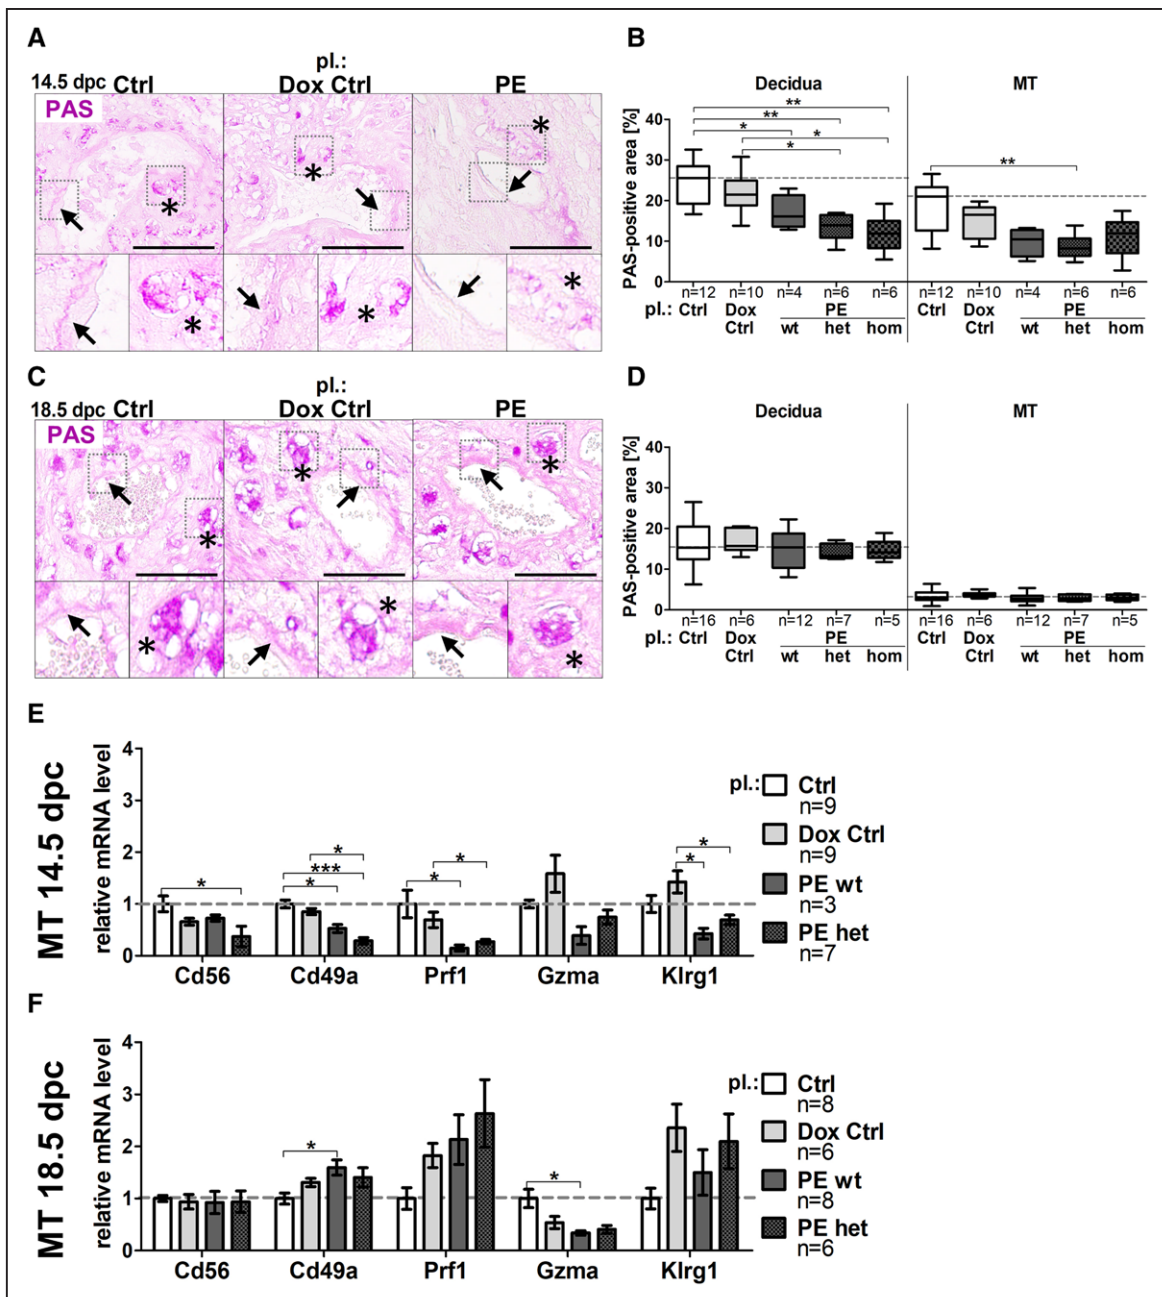 A
14.5 dpc Ctrl
pl.:
Dox Ctrl
PE
PAS
*
*
*
*
*
*
B
Decidua
MT
PAS-positive area [%]
40
30
20
10
0
**
**
*
*
*
**
n=12 n=10 n=4 n=6 n=6 n=12 n=10 n=4 n=6 n=6
pl.: Ctrl Dox PE Ctrl Dox PE
Ctrl wt het hom Ctrl wt het hom
C
18.5 dpc Ctrl
pl.:
Dox Ctrl
PE
PAS
*
*
*
*
*
*
D
Decidua
MT
PAS-positive area [%]
40
30
20
10
0
n=16 n=6 n=12 n=7 n=5 n=16 n=6 n=12 n=7 n=5
pl.: Ctrl Dox PE Ctrl Dox PE
Ctrl wt het hom Ctrl wt het hom
E
MT 14.5 dpc
relative mRNA level
4
3
2
1
0
*
*
***
*
*
*
*
*
Cd56 Cd49a Prf1 Gzma Klrg1
pl.: Ctrl
n=9
Dox Ctrl
n=9
PE wt
n=3
PE het
n=7
F
MT 18.5 dpc
relative mRNA level
4
3
2
1
0
*
*
Cd56 Cd49a Prf1 Gzma Klrg1
pl.: Ctrl
n=8
Dox Ctrl
n=6
PE wt
n=8
PE het
n=6